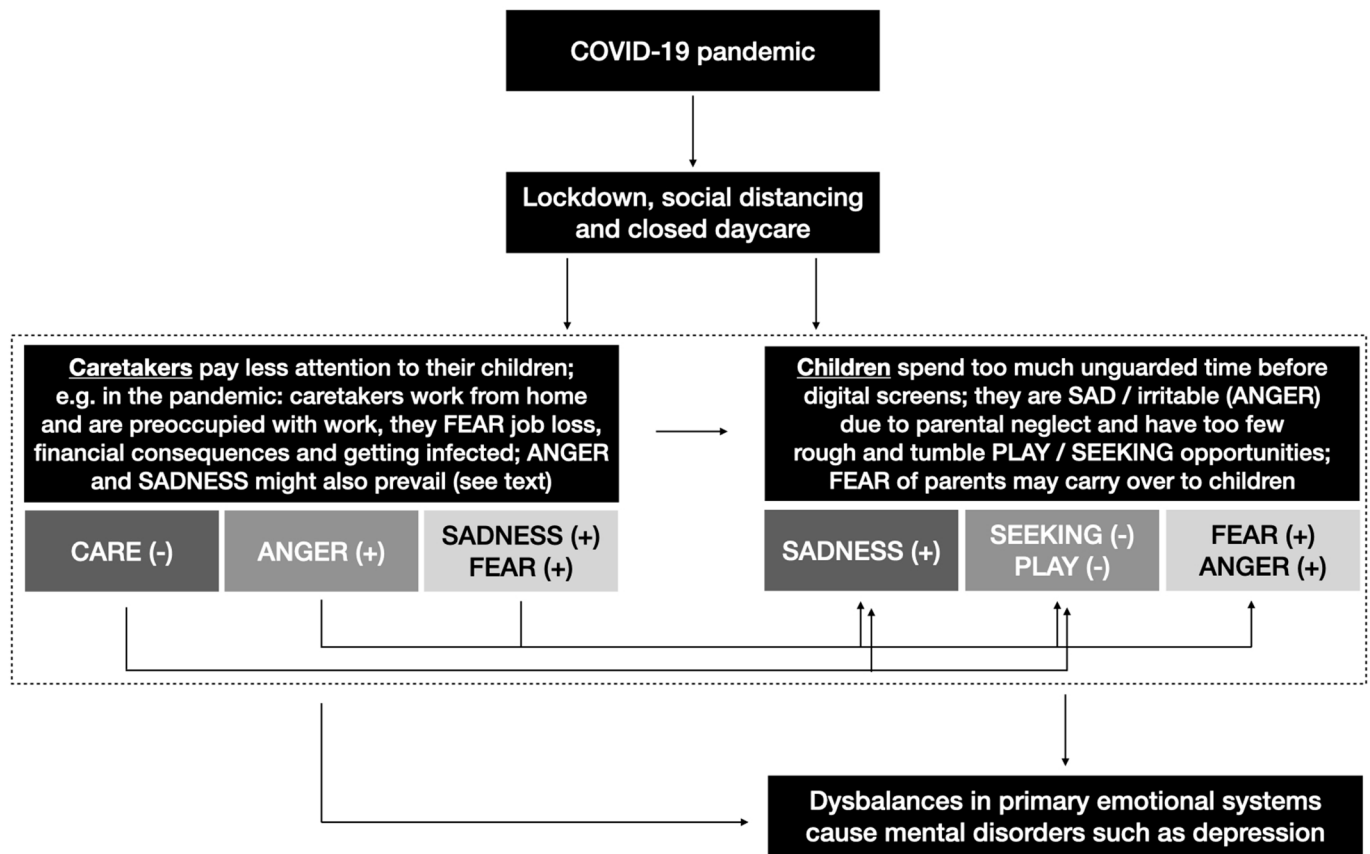 COVID-19 pandemic
Lockdown, social distancing
and closed daycare
Caretakers pay less attention to their children;
e.g. in the pandemic: caretakers work from home
and are preoccupied with work, they FEAR job loss,
financial consequences and getting infected; ANGER
and SADNESS might also prevail (see text)
CARE (-)
ANGER (+)
SADNESS (+)
FEAR (+)
Children spend too much unguarded time before
digital screens; they are SAD / irritable (ANGER)
due to parental neglect and have too few
rough and tumble PLAY / SEEKING opportunities;
FEAR of parents may carry over to children
SADNESS (+)
SEEKING (-)
PLAY (-)
FEAR (+)
ANGER (+)
Dysbalances in primary emotional systems
cause mental disorders such as depression